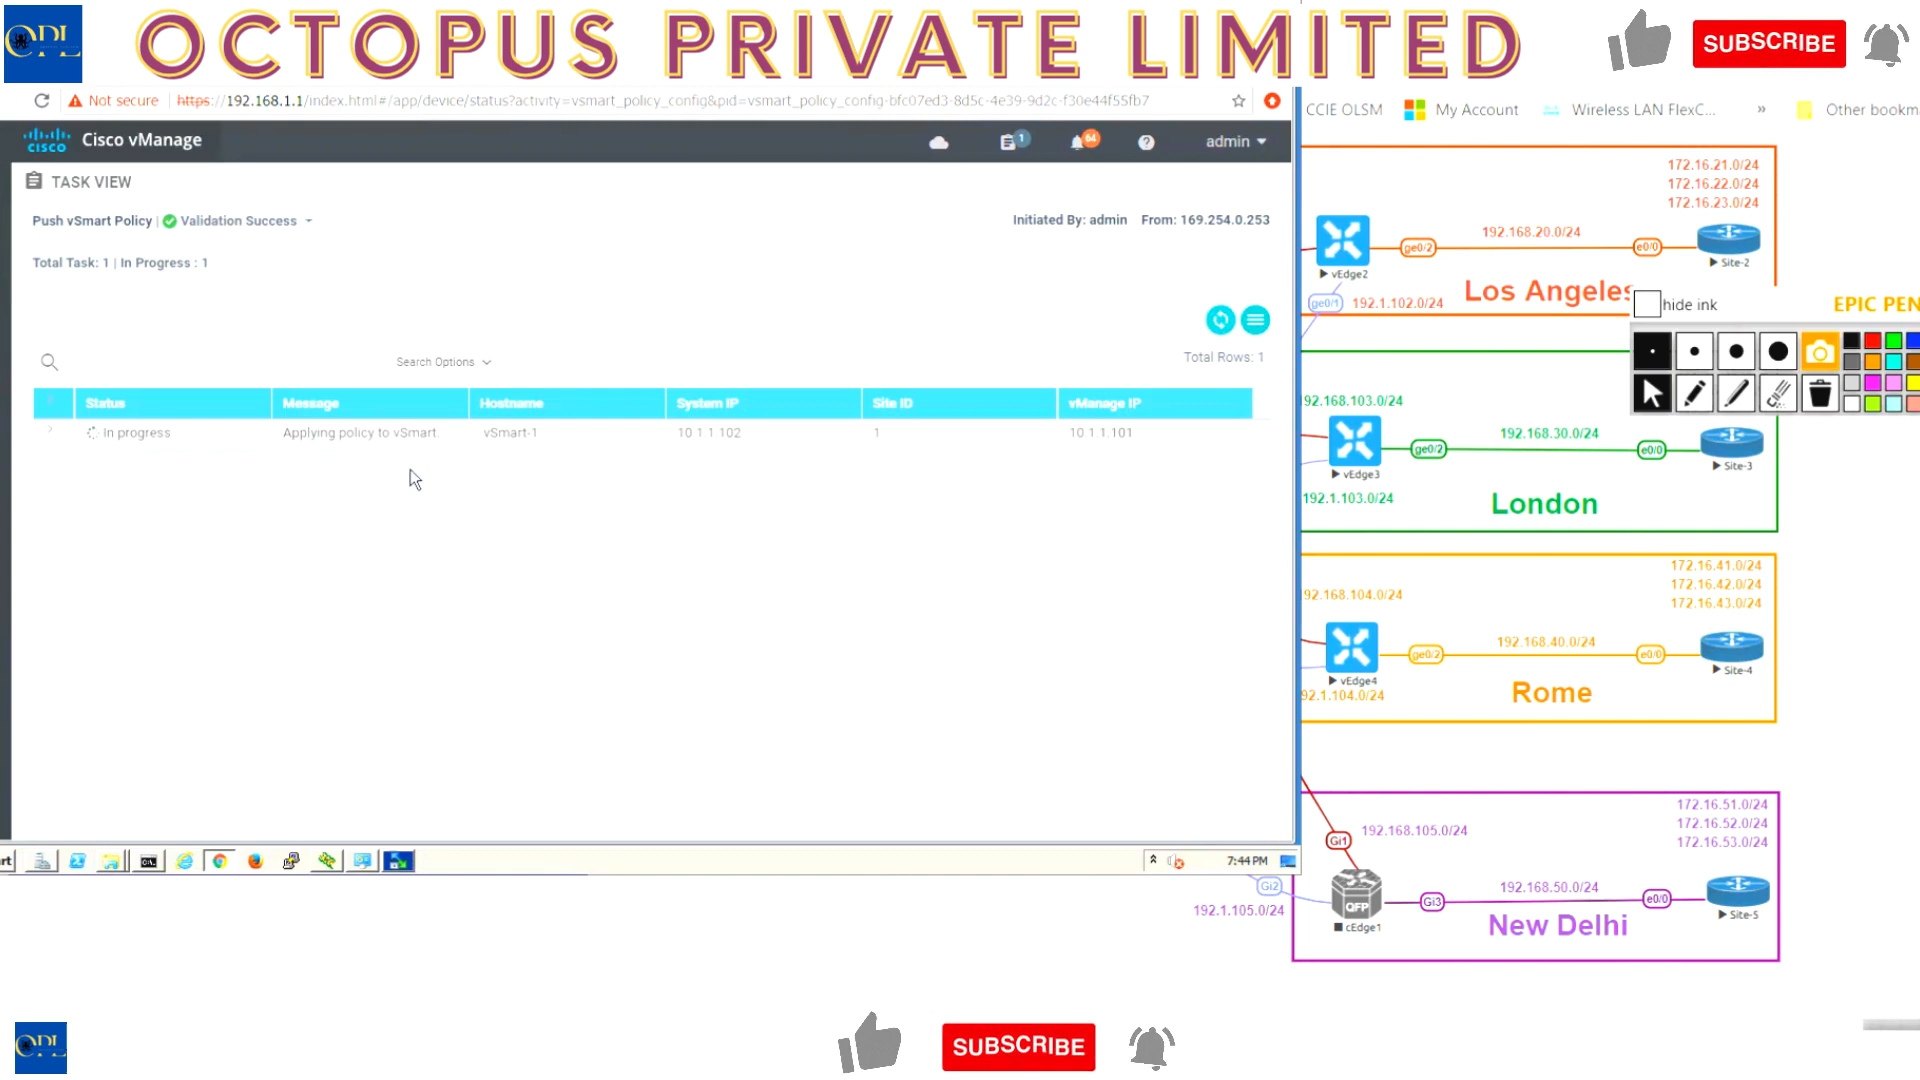 OPL
OCTOPUS PRIVATE LIMITED
SUBSCRIBE
Not secure
https://192.168.1.1/index.html#/app/device/status?activity=vsmart_policy_config&pid=vsmart_policy_config-bfc07ed3-8d5c-4e39-9d2c-f30e44f55fb7
CCIE OLSM
My Account
Wireless LAN FlexC...
»
Other bookm
cisco
Cisco vManage
1
64
admin
TASK VIEW
Push vSmart Policy | Validation Success
Initiated By: admin From: 169.254.0.253
Total Task: 1 | In Progress : 1
Search Options
Total Rows: 1
Status Message Hostname System IP Site ID vManage IP
In progress Applying policy to vSmart. vSmart-1 10.1.1.102 1 10.1.1.101
172.16.21.0/24
172.16.22.0/24
172.16.23.0/24
192.168.20.0/24
ge0/2
e0/0
vEdge2
Site-2
ge0/1
192.1.102.0/24
Los Angeles
hide ink
EPIC PEN
92.168.103.0/24
192.168.30.0/24
ge0/2
e0/0
vEdge3
Site-3
192.1.103.0/24
London
172.16.41.0/24
172.16.42.0/24
172.16.43.0/24
92.168.104.0/24
192.168.40.0/24
ge0/2
e0/0
vEdge4
Site-4
92.1.104.0/24
Rome
172.16.51.0/24
172.16.52.0/24
172.16.53.0/24
Gi1
192.168.105.0/24
192.168.50.0/24
Gi2
QFP
Gi3
e0/0
192.1.105.0/24
cEdge1
Site-5
New Delhi
rt
7:44 PM
OPL
SUBSCRIBE